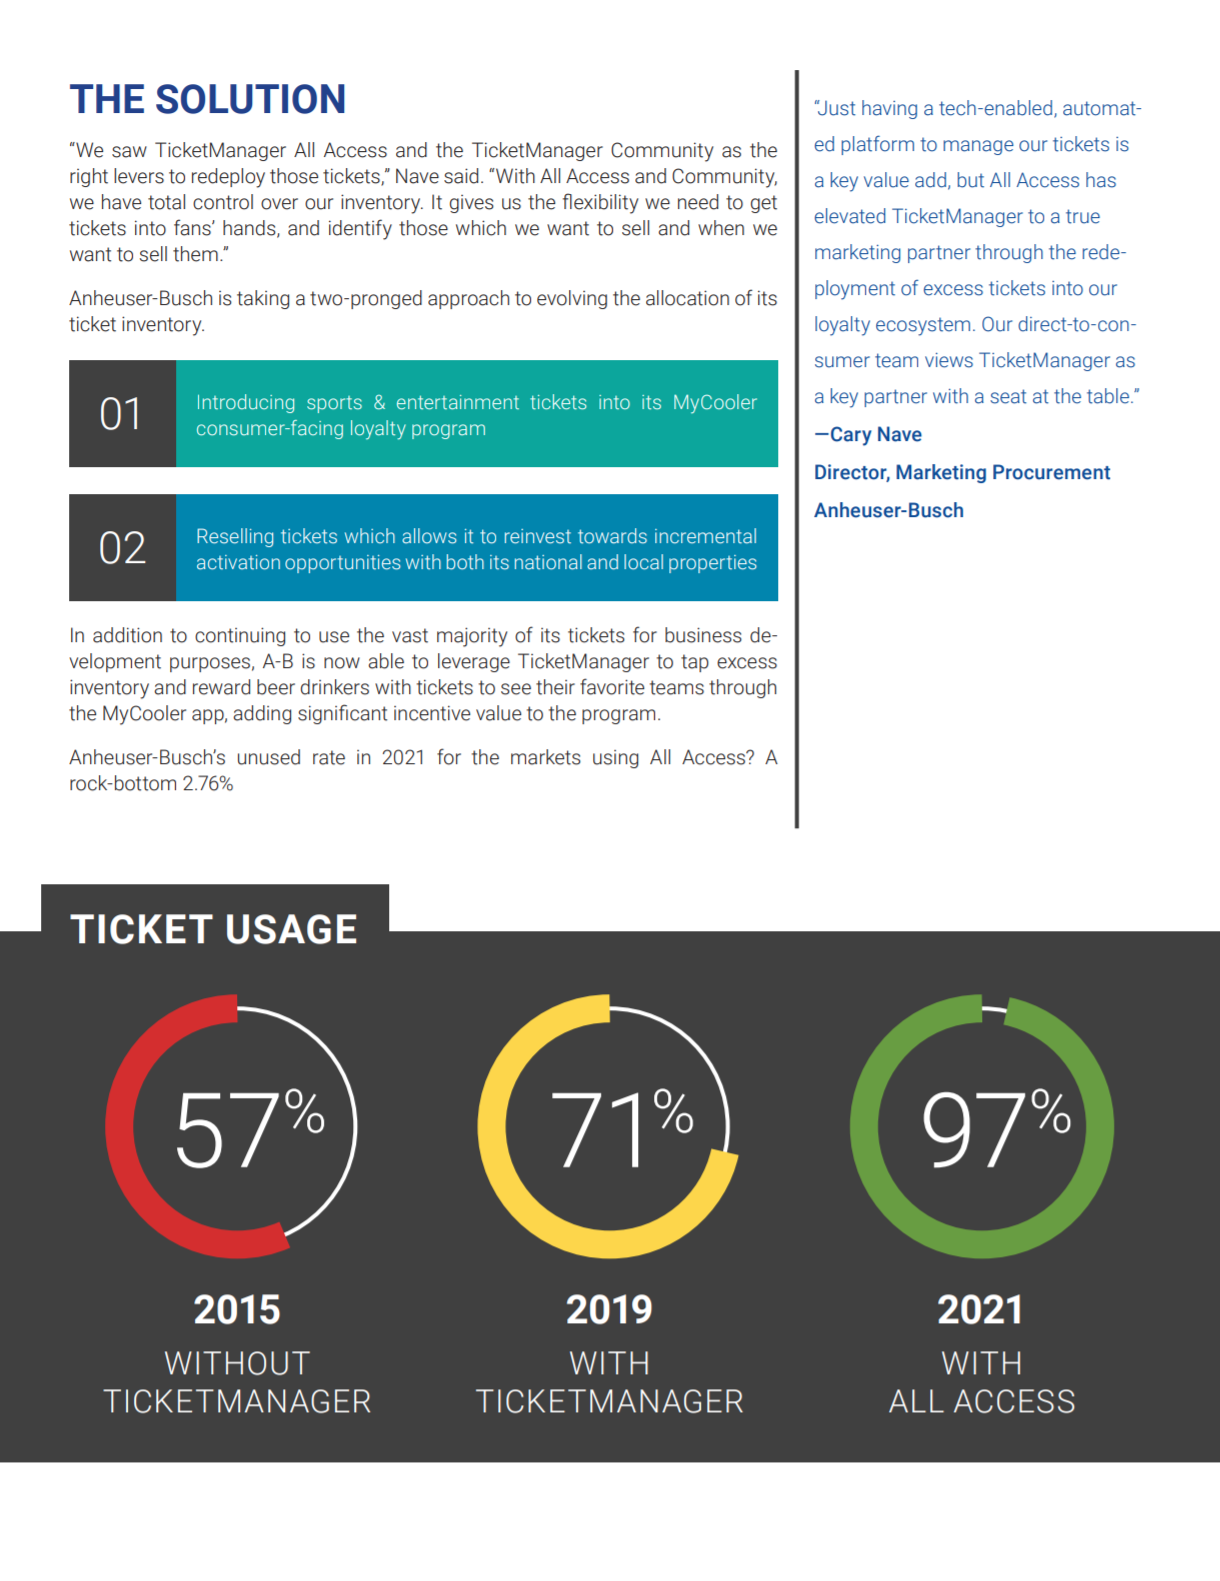 THE SOLUTION
“We saw TicketManager All Access and the TicketManager Community as the
right levers to redeploy those tickets,” Nave said. “With All Access and Community,
we have total control over our inventory. It gives us the flexibility we need to get
tickets into fans’ hands, and identify those which we want to sell and when we
want to sell them.”
Anheuser-Busch is taking a two-pronged approach to evolving the allocation of its
ticket inventory.
01
Introducing sports & entertainment tickets into its MyCooler
consumer-facing loyalty program
02
Reselling tickets which allows it to reinvest towards incremental
activation opportunities with both its national and local properties
In addition to continuing to use the vast majority of its tickets for business de-
velopment purposes, A-B is now able to leverage TicketManager to tap excess
inventory and reward beer drinkers with tickets to see their favorite teams through
the MyCooler app, adding significant incentive value to the program.
Anheuser-Busch’s unused rate in 2021 for the markets using All Access? A
rock-bottom 2.76%
“Just having a tech-enabled, automat-
ed platform to manage our tickets is
a key value add, but All Access has
elevated TicketManager to a true
marketing partner through the rede-
ployment of excess tickets into our
loyalty ecosystem. Our direct-to-con-
sumer team views TicketManager as
a key partner with a seat at the table.”
—Cary Nave
Director, Marketing Procurement
Anheuser-Busch
TICKET USAGE
57%
2015
WITHOUT
TICKETMANAGER
71%
2019
WITH
TICKETMANAGER
97%
2021
WITH
ALL ACCESS